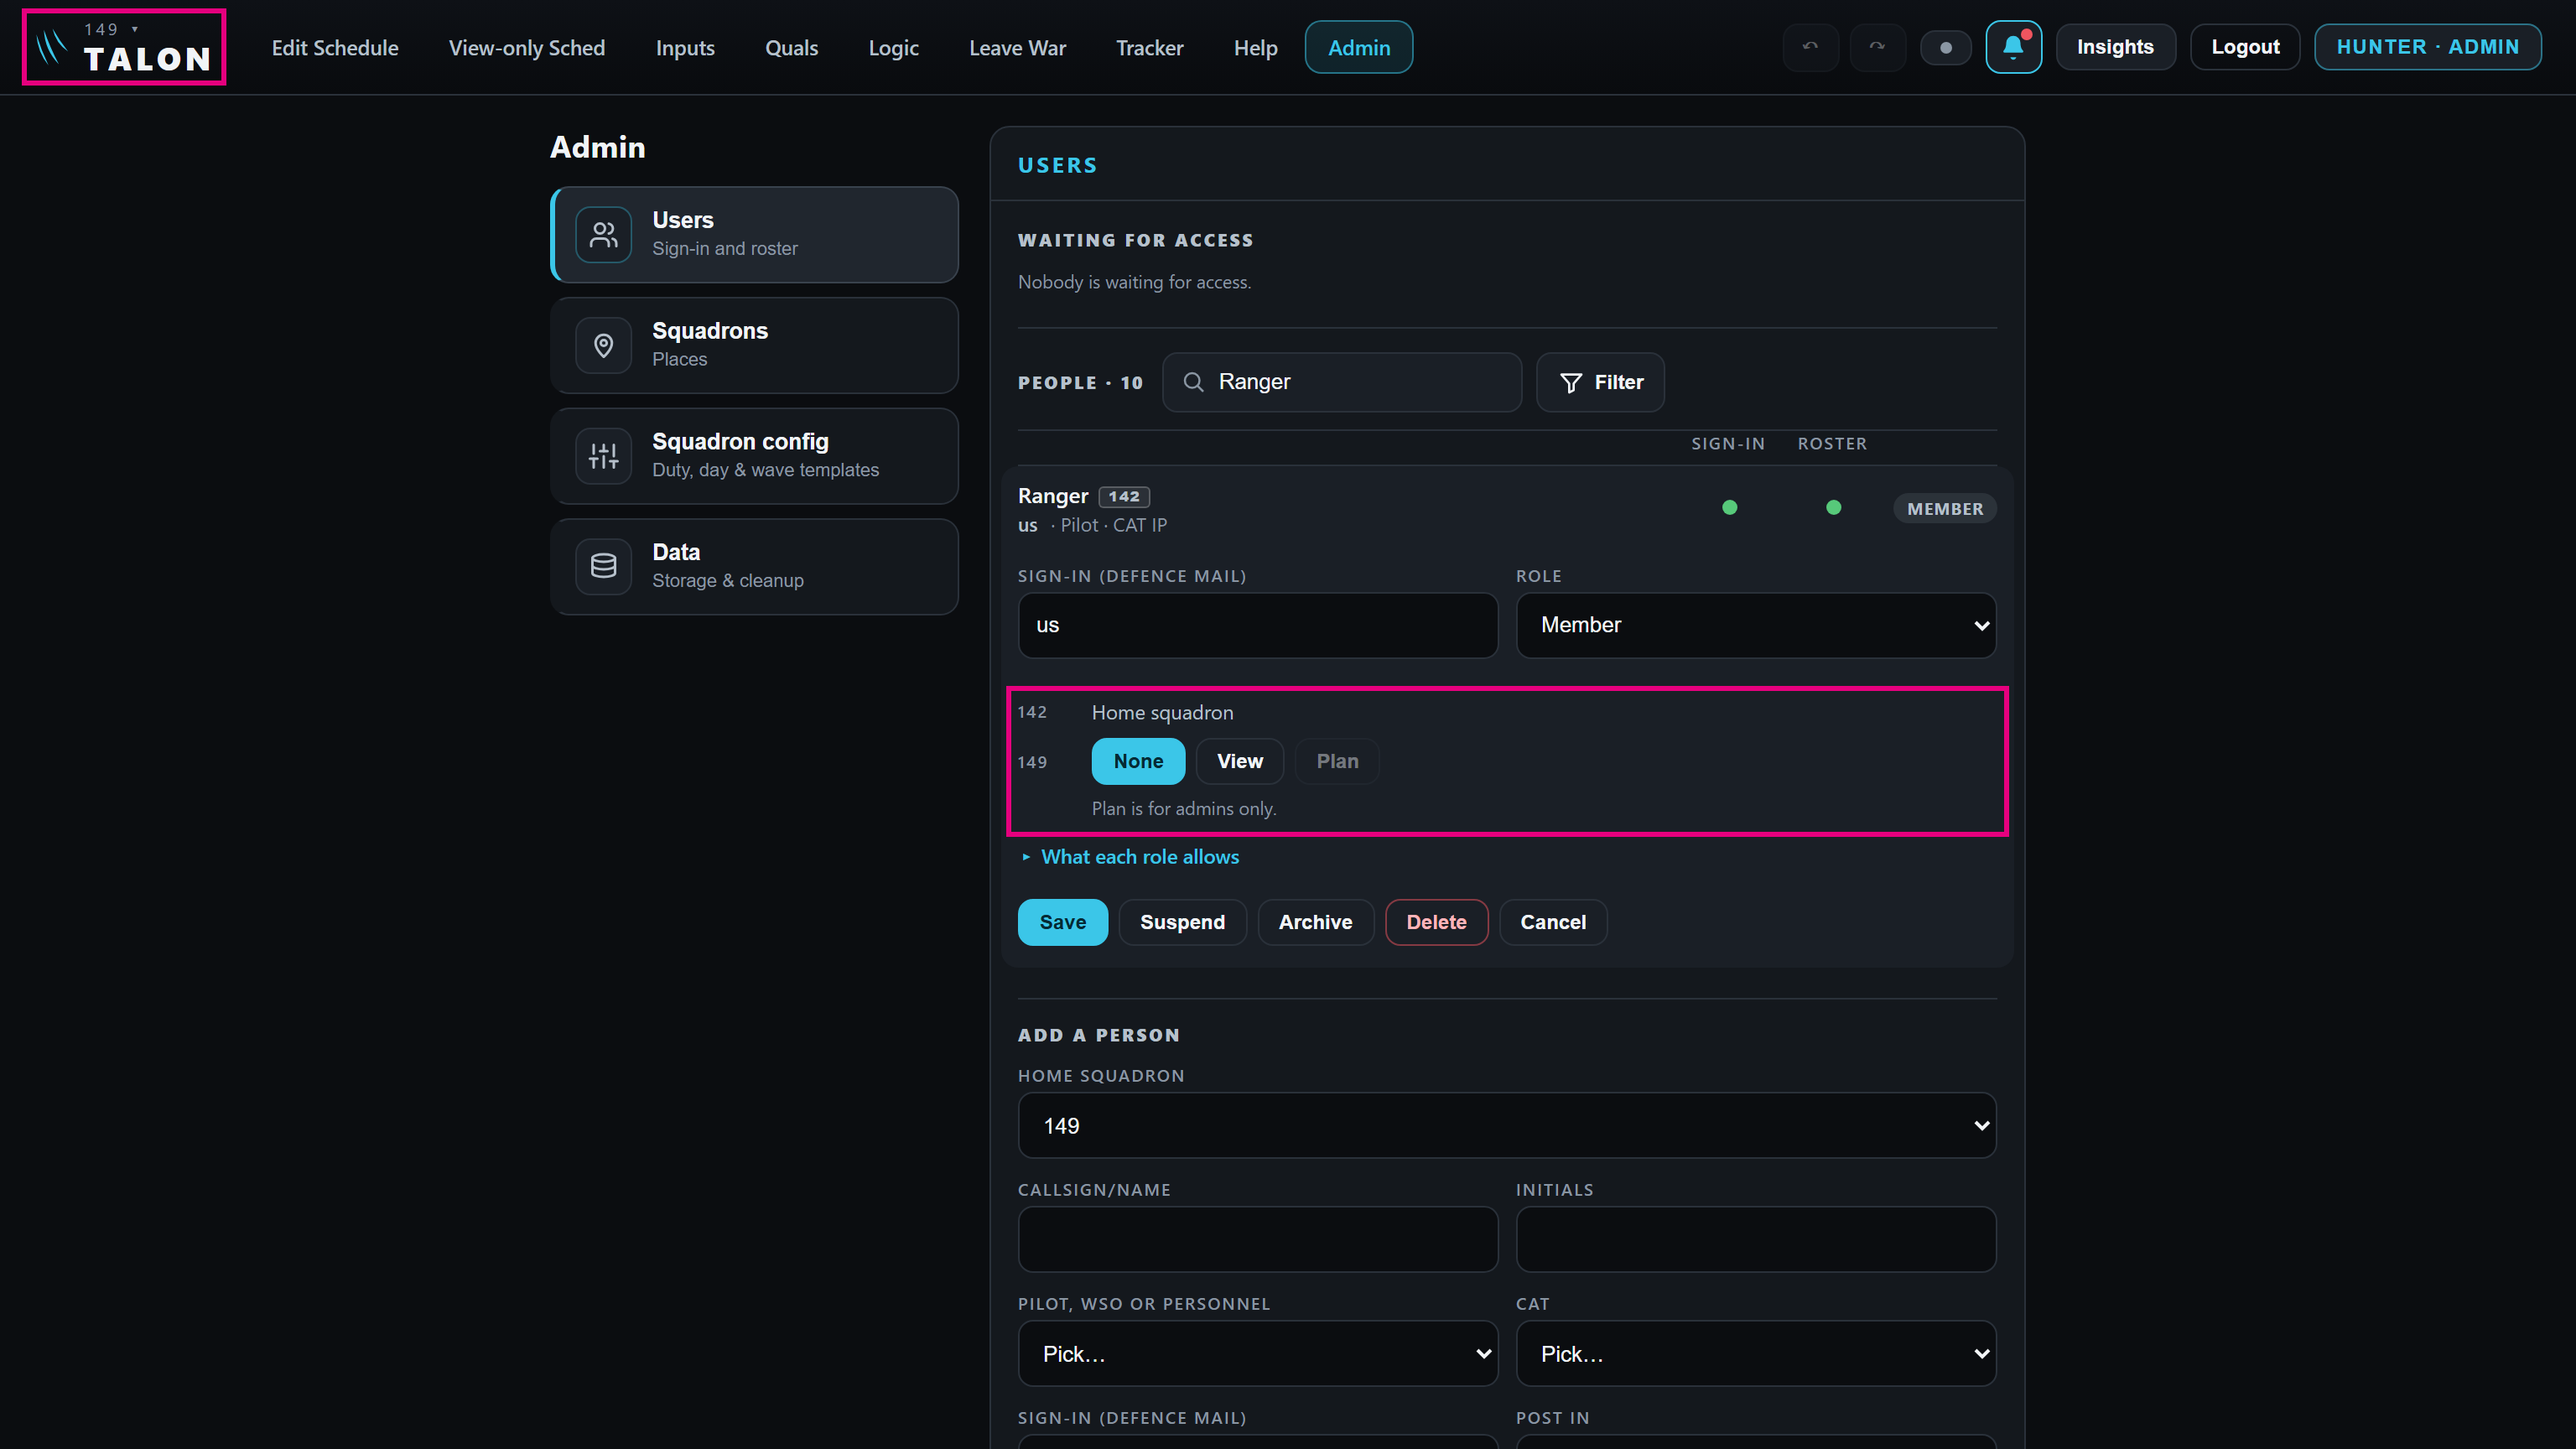 149 ▾
TALON
Edit Schedule
View-only Sched
Inputs
Quals
Logic
Leave War
Tracker
Help
Admin
Insights
Logout
HUNTER · ADMIN
Admin
Users
Sign-in and roster
Squadrons
Places
Squadron config
Duty, day & wave templates
Data
Storage & cleanup
USERS
WAITING FOR ACCESS
Nobody is waiting for access.
PEOPLE · 10
Ranger
Filter
SIGN-IN ROSTER
Ranger 142
us · Pilot · CAT IP
MEMBER
SIGN-IN (DEFENCE MAIL)
us
ROLE
Member
142 Home squadron
149 None View Plan
Plan is for admins only.
▸ What each role allows
Save Suspend Archive Delete Cancel
ADD A PERSON
HOME SQUADRON
149
CALLSIGN/NAME
INITIALS
PILOT, WSO OR PERSONNEL
Pick…
CAT
Pick…
SIGN-IN (DEFENCE MAIL)
POST IN